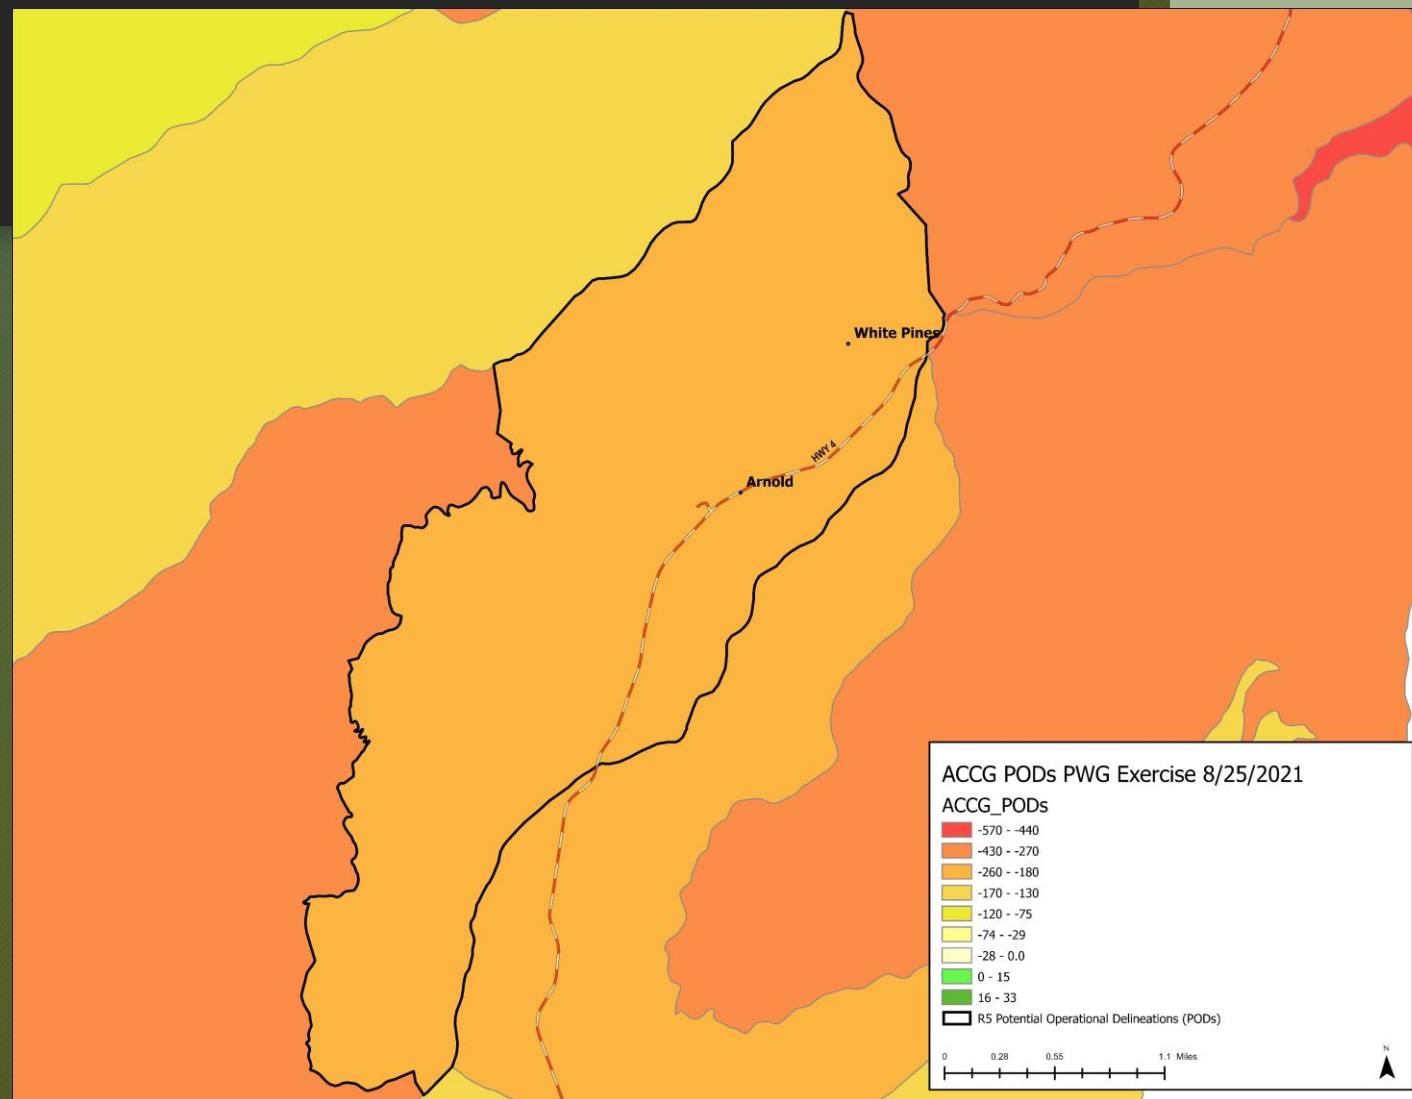 White Pines
HWY 4
Arnold
ACCG PODs PWG Exercise 8/25/2021
ACCG_PODs
-570 - -440
-430 - -270
-260 - -180
-170 - -130
-120 - -75
-74 - -29
-28 - 0.0
0 - 15
16 - 33
R5 Potential Operational Delineations (PODs)
0 0.28 0.55 1.1 Miles
N